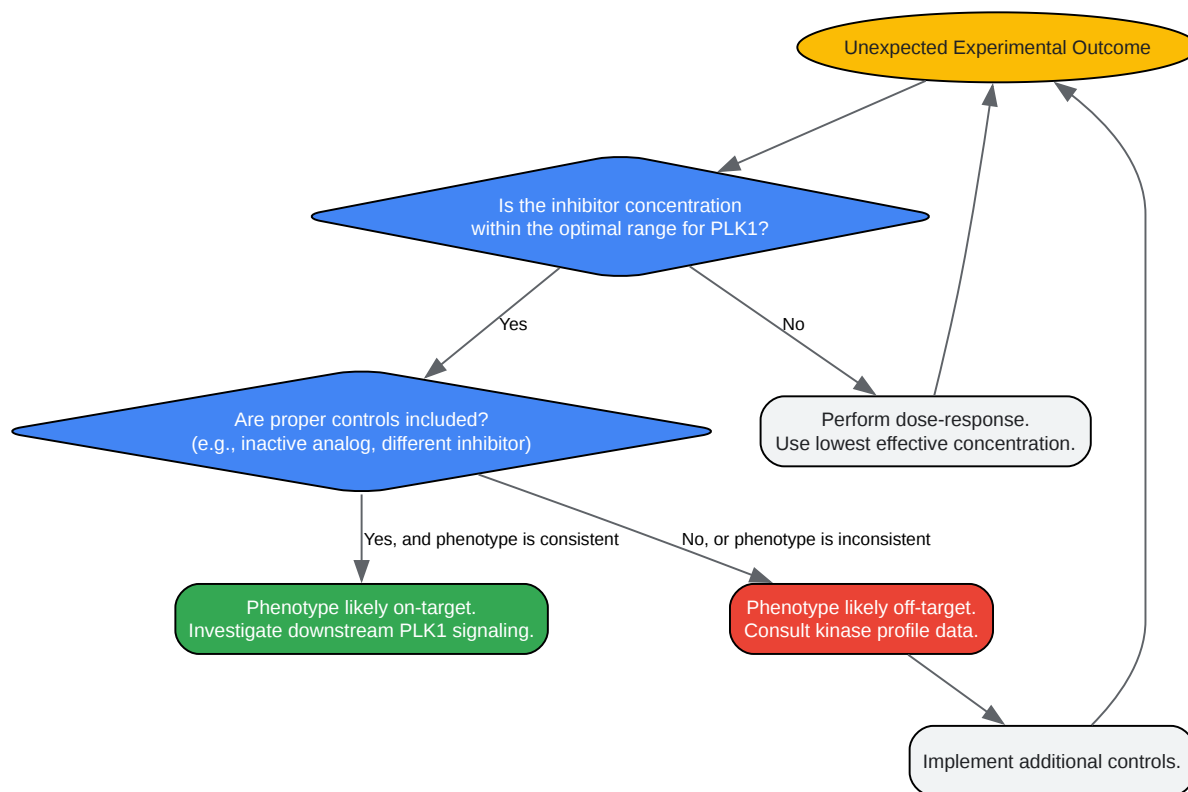 Unexpected Experimental Outcome
Is the inhibitor concentration
within the optimal range for PLK1?
Yes
No
Are proper controls included?
(e.g., inactive analog, different inhibitor)
Perform dose-response.
Use lowest effective concentration.
Yes, and phenotype is consistent
No, or phenotype is inconsistent
Phenotype likely on-target.
Investigate downstream PLK1 signaling.
Phenotype likely off-target.
Consult kinase profile data.
Implement additional controls.